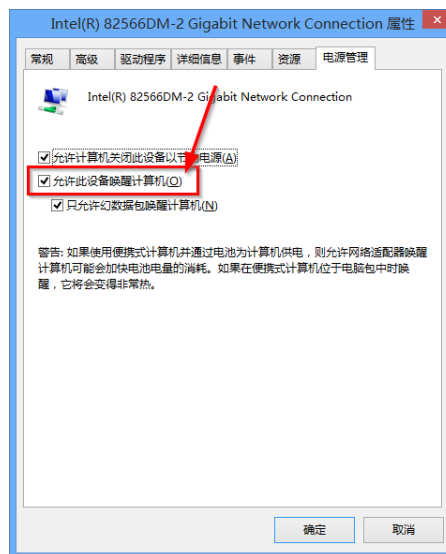 Intel(R) 82566DM-2 Gigabit Network Connection 属性
常规 高级 驱动程序 详细信息 事件 资源 电源管理
Intel(R) 82566DM-2 Gigabit Network Connection
允许计算机关闭此设备以节约电源(A)
允许此设备唤醒计算机(O)
只允许幻数据包唤醒计算机(N)
警告: 如果使用便携式计算机并通过电池为计算机供电，则允许网络适配器唤醒
计算机可能会加快电池电量的消耗。如果在便携式计算机位于电脑包中时唤
醒，它将会变得非常热。
确定 取消